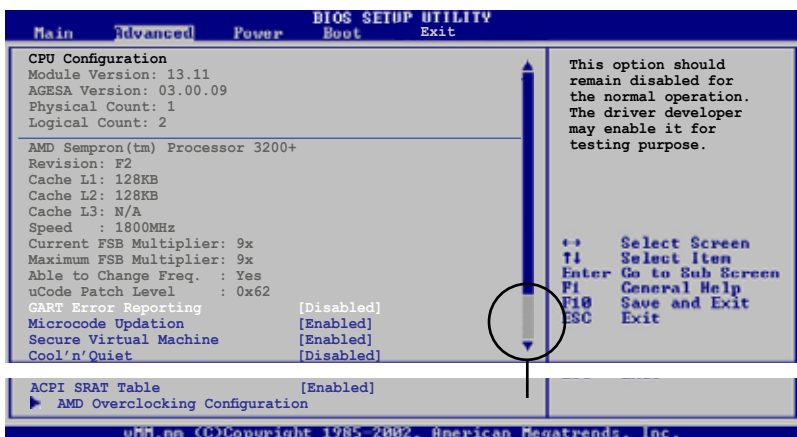 BIOS SETUP UTILITY
Main Advanced Power Boot Exit
CPU Configuration
Module Version: 13.11
AGESA Version: 03.00.09
Physical Count: 1
Logical Count: 2
AMD Sempron(tm) Processor 3200+
Revision: F2
Cache L1: 128KB
Cache L2: 128KB
Cache L3: N/A
Speed : 1800MHz
Current FSB Multiplier: 9x
Maximum FSB Multiplier: 9x
Able to Change Freq. : Yes
uCode Patch Level : 0x62
GART Error Reporting [Disabled]
Microcode Updation [Enabled]
Secure Virtual Machine [Enabled]
Cool'n'Quiet [Disabled]
ACPI SRAT Table [Enabled]
AMD Overclocking Configuration
This option should
remain disabled for
the normal operation.
The driver developer
may enable it for
testing purpose.
↔ Select Screen
↑↓ Select Item
Enter Go to Sub Screen
F1 General Help
F10 Save and Exit
ESC Exit
(C)Copyright 1985-2002, American Megatrends, Inc.